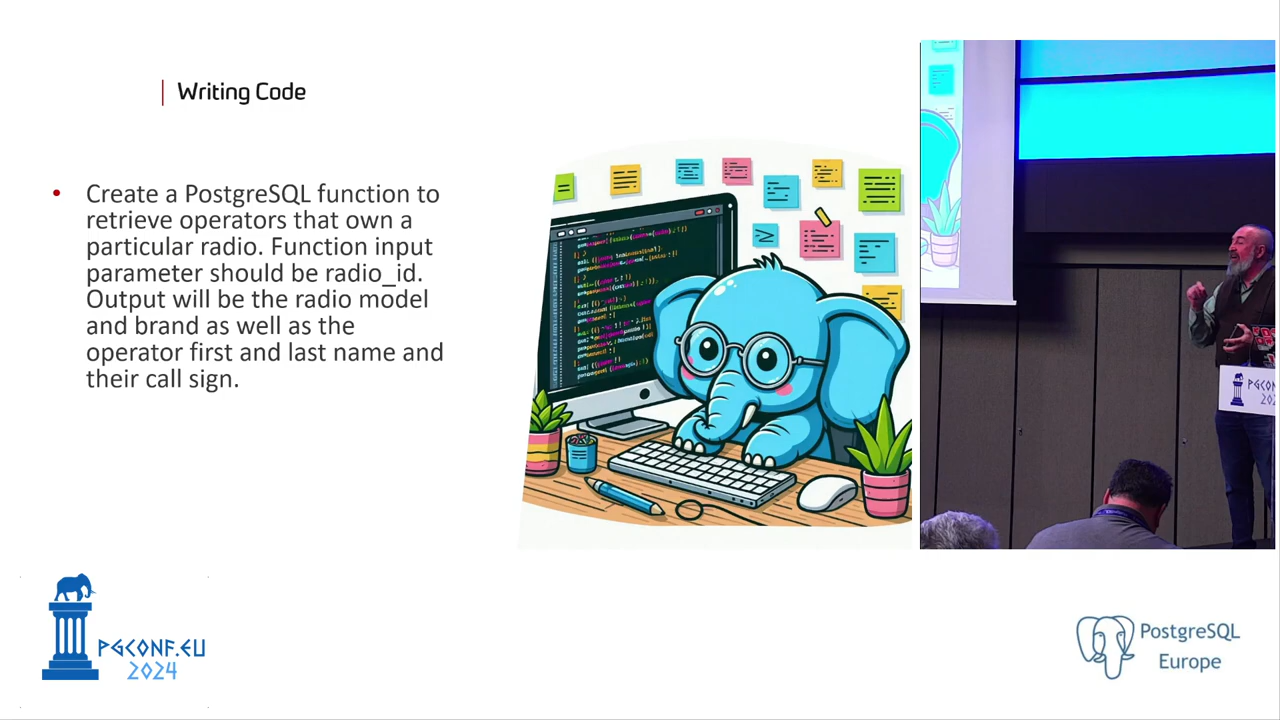 Writing Code
• Create a PostgreSQL function to
retrieve operators that own a
particular radio. Function input
parameter should be radio_id.
Output will be the radio model
and brand as well as the
operator first and last name and
their call sign.
PGCONF.EU
2024
PostgreSQL
Europe
PGCON
202